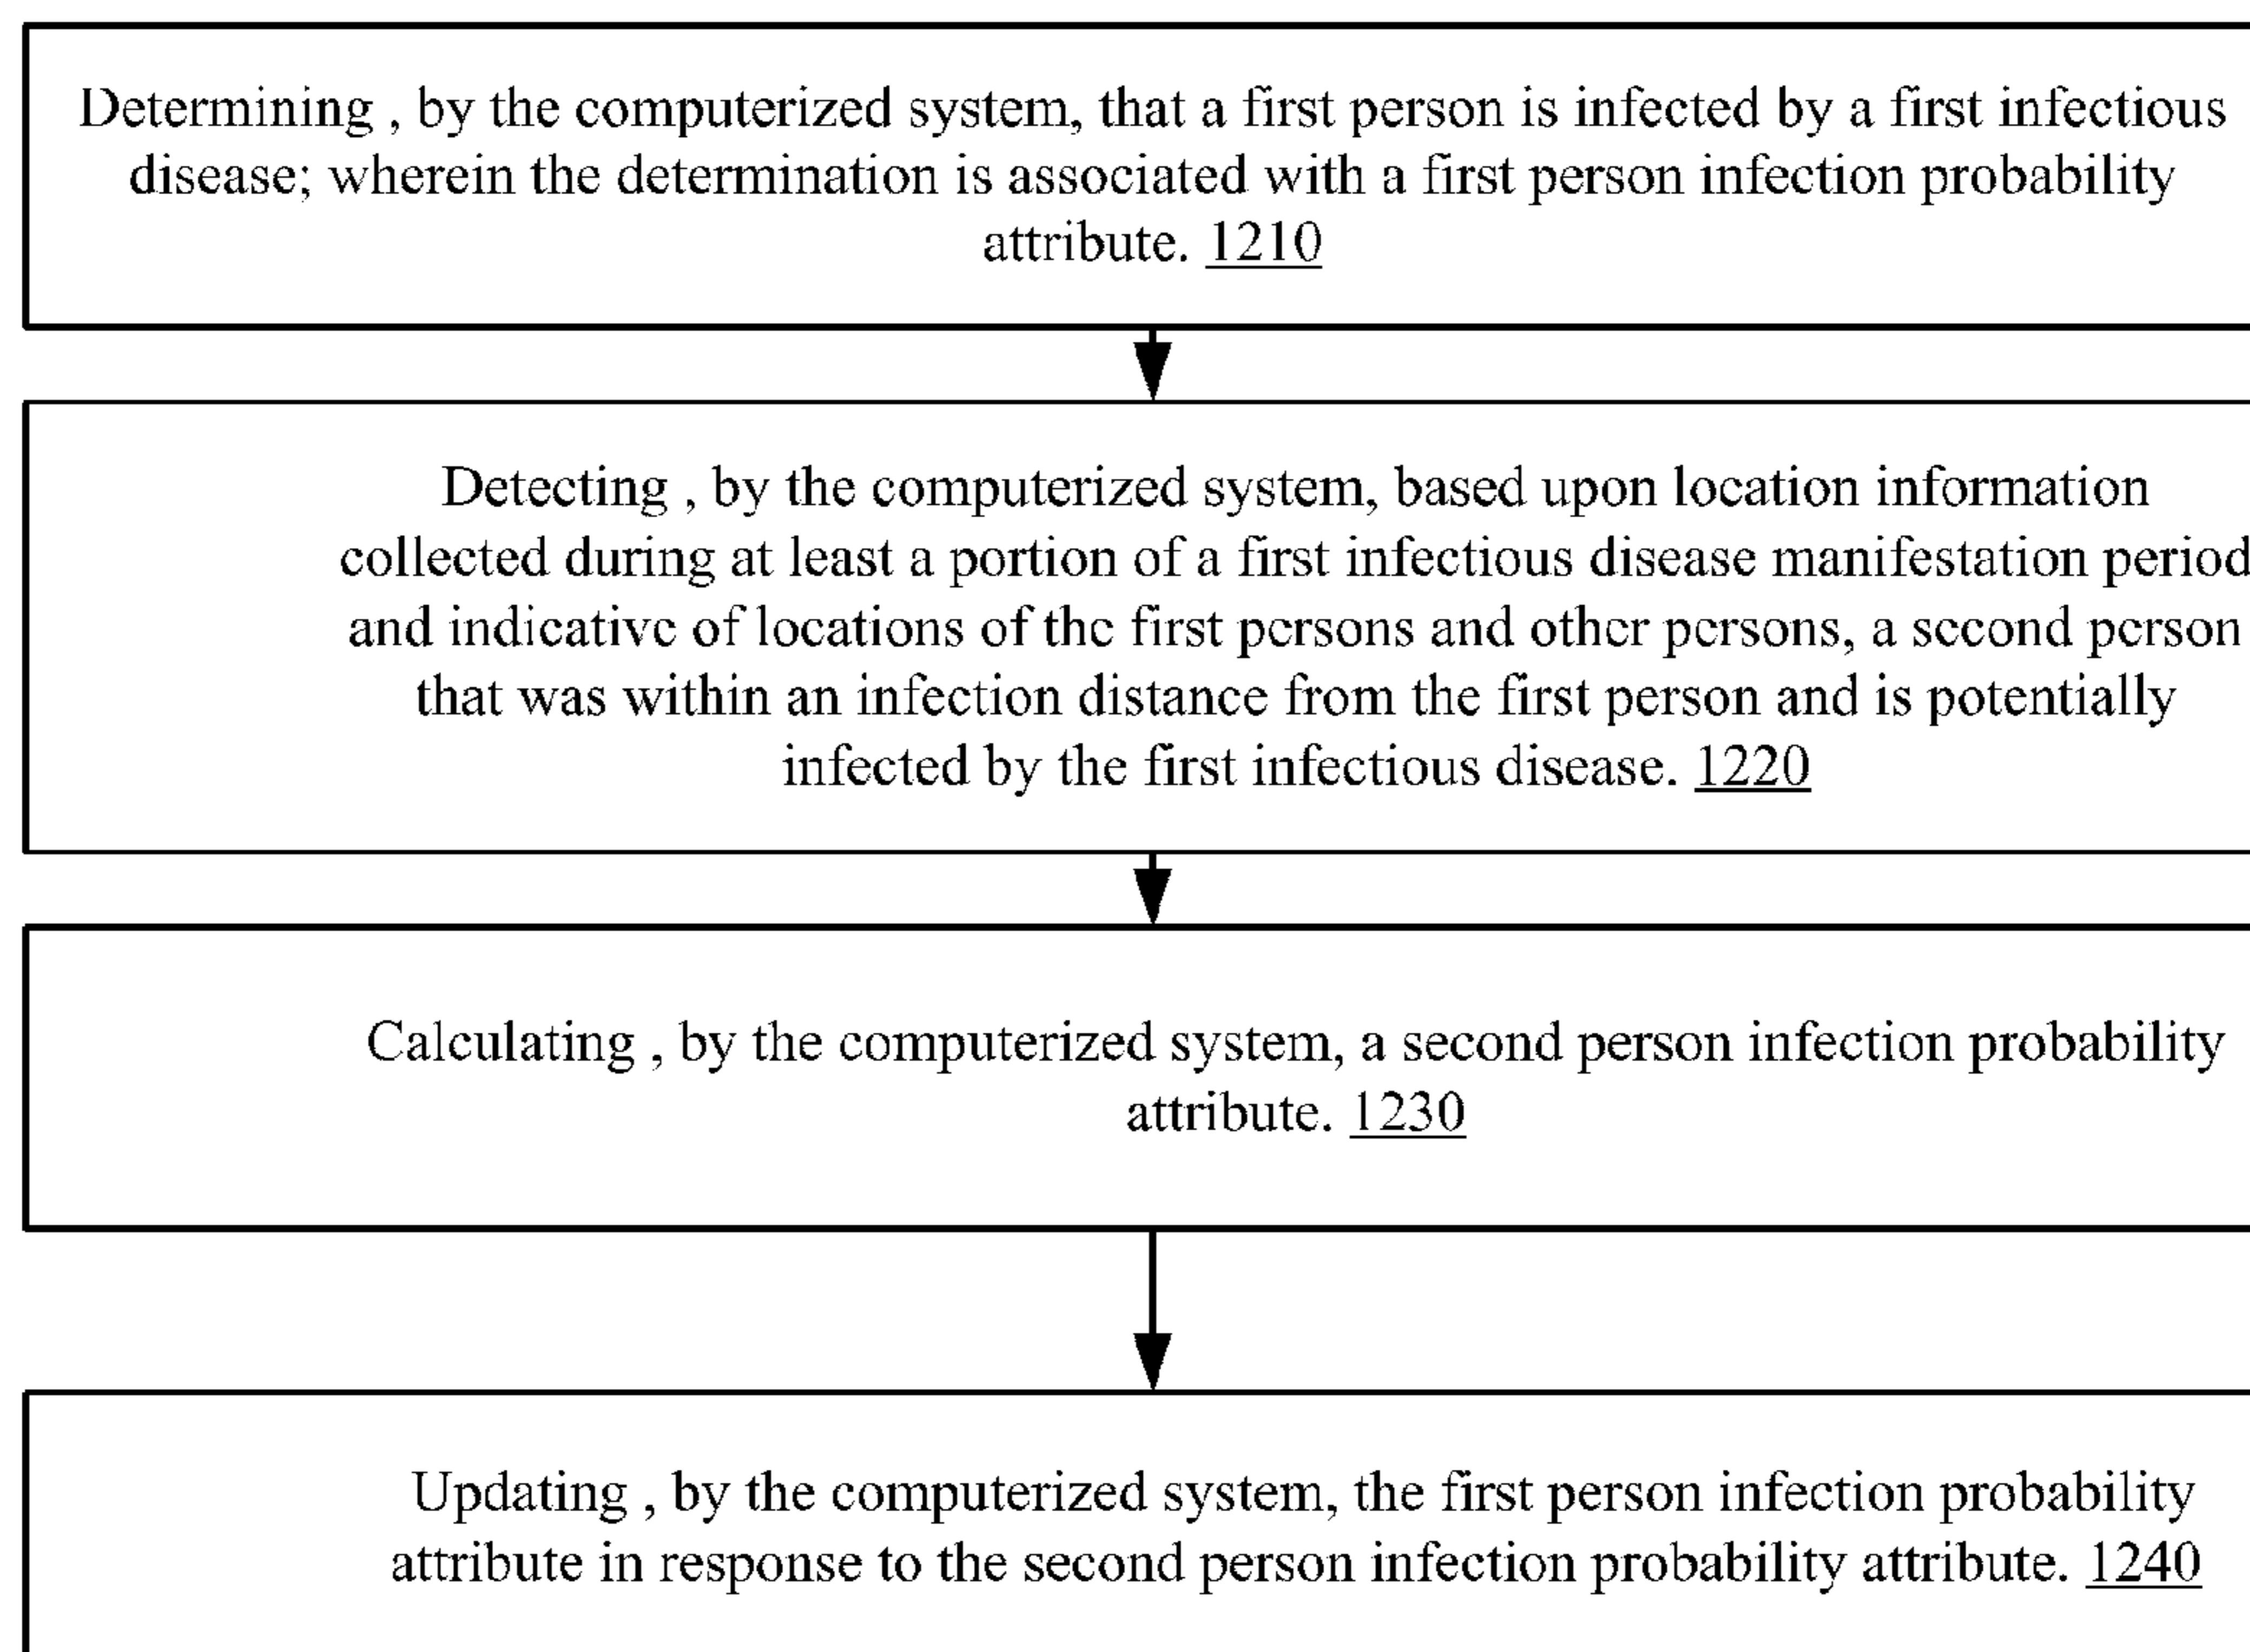 Determining , by the computerized system, that a first person is infected by a first infectious
disease; wherein the determination is associated with a first person infection probability
attribute. 1210
Detecting , by the computerized system, based upon location information
collected during at least a portion of a first infectious disease manifestation period
and indicative of locations of the first persons and other persons, a second person
that was within an infection distance from the first person and is potentially
infected by the first infectious disease. 1220
Calculating , by the computerized system, a second person infection probability
attribute. 1230
Updating , by the computerized system, the first person infection probability
attribute in response to the second person infection probability attribute. 1240